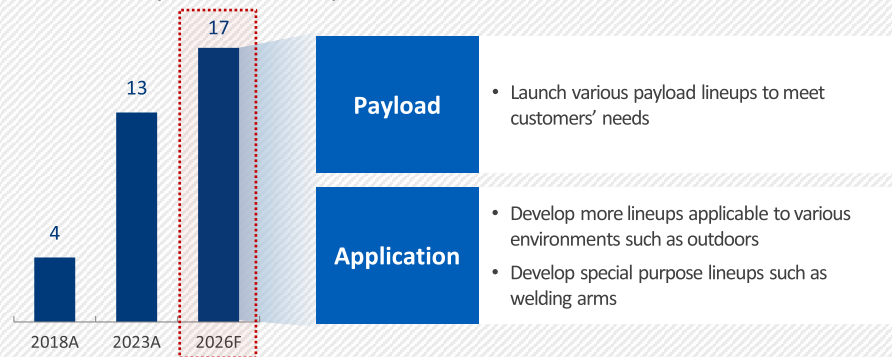 17
13
4
2018A
2023A
2026F
Payload
• Launch various payload lineups to meet
customers’ needs
Application
• Develop more lineups applicable to various
environments such as outdoors
• Develop special purpose lineups such as
welding arms